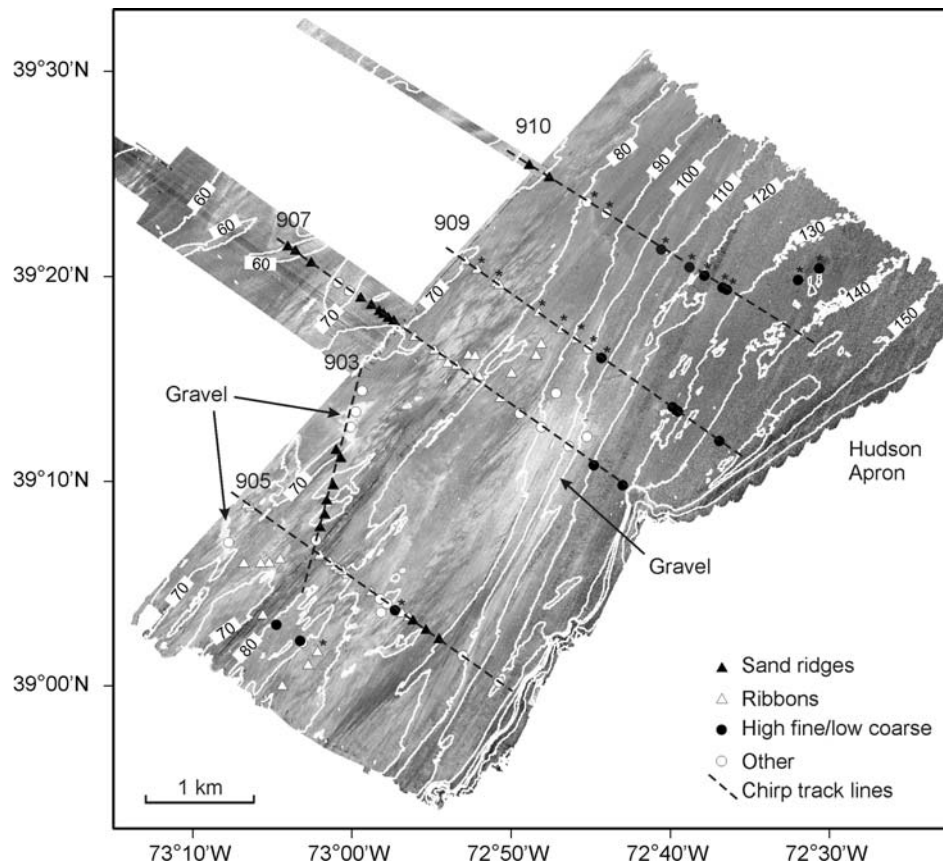 39°30'N
39°20'N
39°10'N
39°00'N
910
80
90
100
110
120
130
140
150
60
60
60
907
909
70
70
903
Gravel
905
70
Hudson
Apron
Gravel
70
70
80
Sand ridges
Ribbons
High fine/low coarse
Other
Chirp track lines
1 km
73°10'W
73°00'W
72°50'W
72°40'W
72°30'W